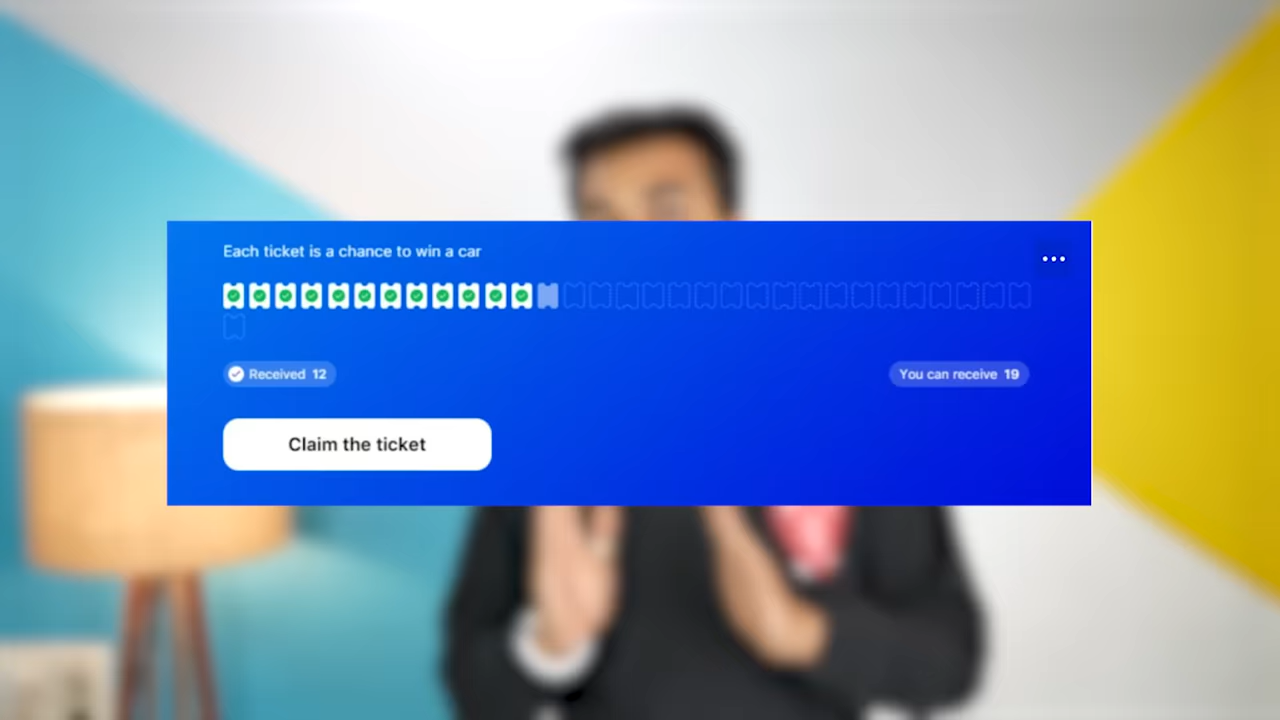 Each ticket is a chance to win a car
Received 12
You can receive 19
Claim the ticket